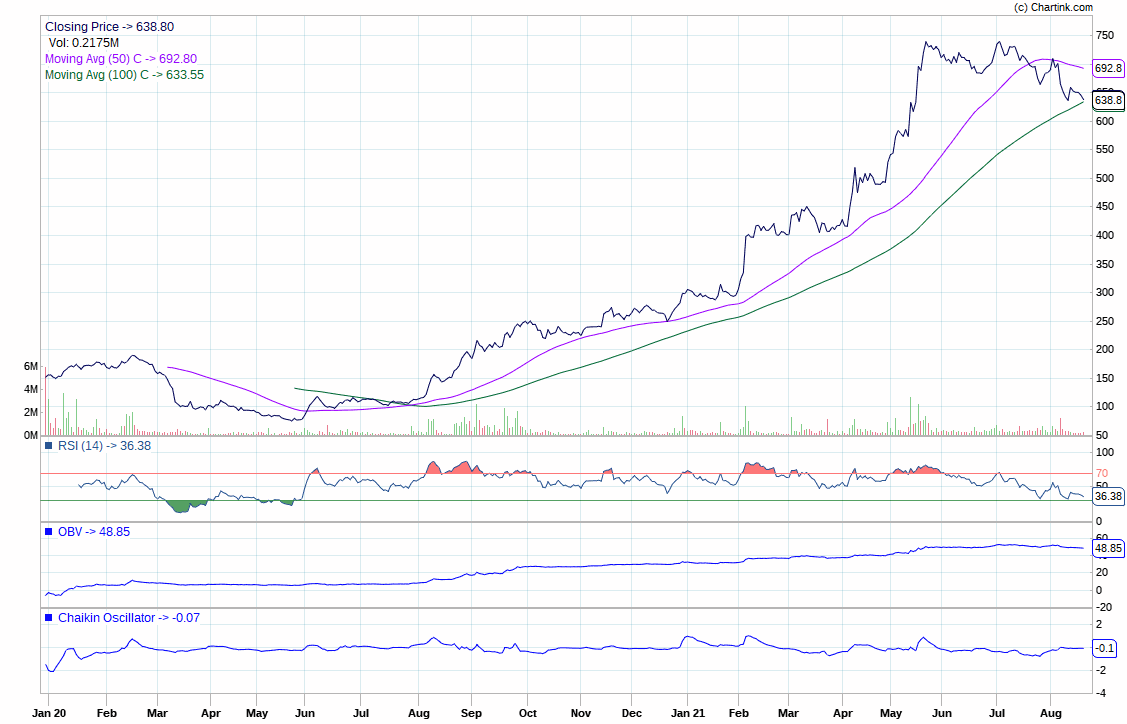 (c) Chartink.com
Closing Price -> 638.80
Vol: 0.2175M
Moving Avg (50) C -> 692.80
Moving Avg (100) C -> 633.55
750
692.8
638.8
600
550
500
450
400
350
300
250
200
150
100
50
6M
4M
2M
0M
RSI (14) -> 36.38
100
70
50
36.38
0
OBV -> 48.85
60
48.85
20
0
-20
Chaikin Oscillator -> -0.07
2
-0.1
-2
-4
Jan 20 Feb Mar Apr May Jun Jul Aug Sep Oct Nov Dec Jan 21 Feb Mar Apr May Jun Jul Aug